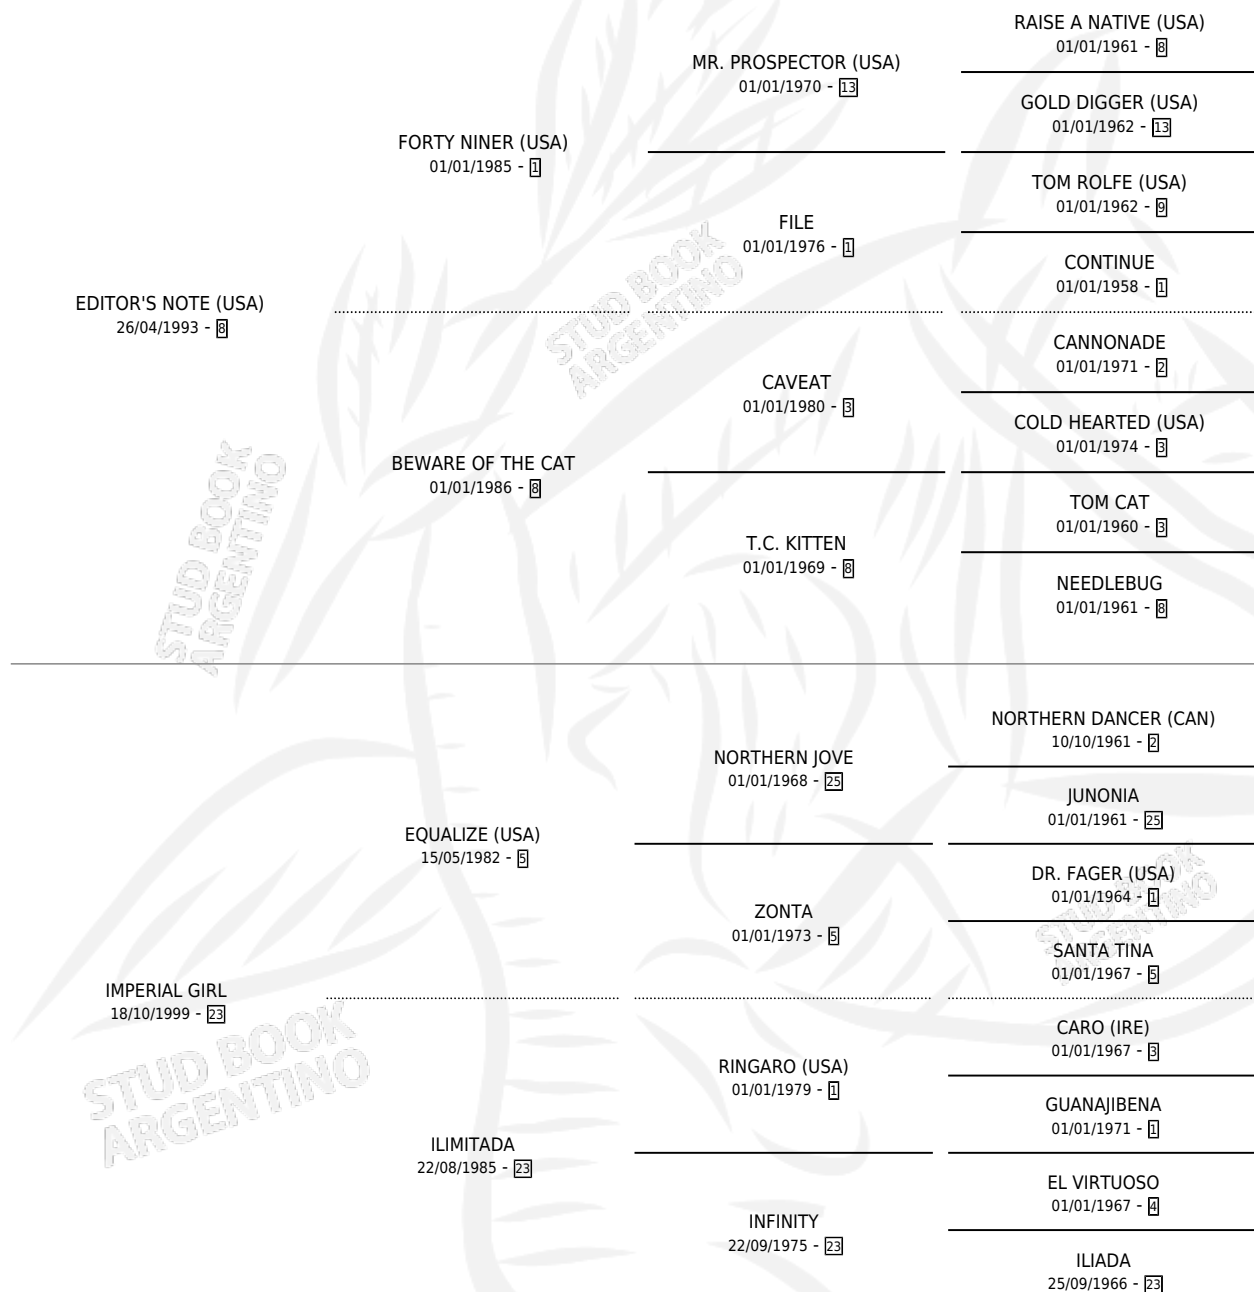 RAISE A NATIVE (USA)
01/01/1961 - 8
MR. PROSPECTOR (USA)
01/01/1970 - 13
GOLD DIGGER (USA)
01/01/1962 - 13
FORTY NINER (USA)
01/01/1985 - 1
TOM ROLFE (USA)
01/01/1962 - 9
FILE
01/01/1976 - 1
CONTINUE
01/01/1958 - 1
EDITOR'S NOTE (USA)
26/04/1993 - 8
CANNONADE
01/01/1971 - 2
CAVEAT
01/01/1980 - 3
COLD HEARTED (USA)
01/01/1974 - 3
BEWARE OF THE CAT
01/01/1986 - 8
TOM CAT
01/01/1960 - 3
T.C. KITTEN
01/01/1969 - 8
NEEDLEBUG
01/01/1961 - 8
NORTHERN DANCER (CAN)
10/10/1961 - 2
NORTHERN JOVE
01/01/1968 - 25
JUNONIA
01/01/1961 - 25
EQUALIZE (USA)
15/05/1982 - 5
DR. FAGER (USA)
01/01/1964 - 1
ZONTA
01/01/1973 - 5
SANTA TINA
01/01/1967 - 5
IMPERIAL GIRL
18/10/1999 - 23
CARO (IRE)
01/01/1967 - 3
RINGARO (USA)
01/01/1979 - 1
GUANAJIBENA
01/01/1971 - 1
ILIMITADA
22/08/1985 - 23
EL VIRTUOSO
01/01/1967 - 4
INFINITY
22/09/1975 - 23
ILIADA
25/09/1966 - 23
STUD BOOK
ARGENTINO
STUD BOOK
ARGENTINO
STUD BOOK
ARGENTINO
STUD BOOK
ARGENTINO